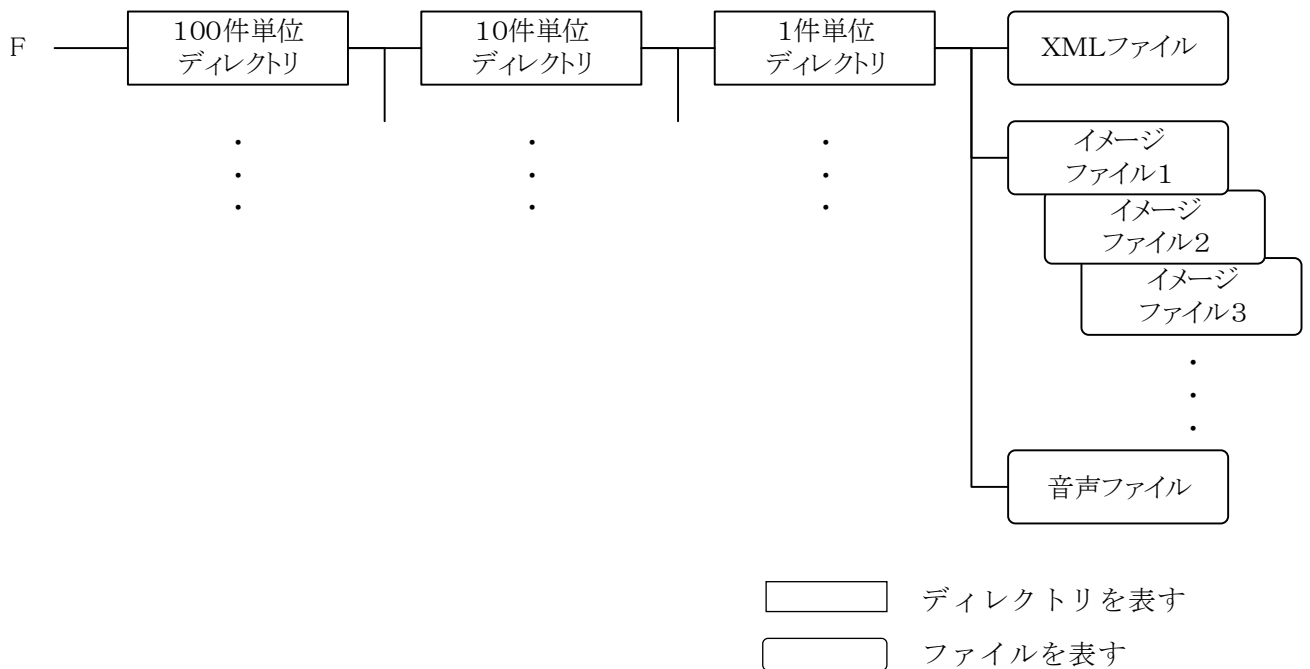 F
100件単位
ディレクトリ
10件単位
ディレクトリ
1件単位
ディレクトリ
XMLファイル
イメージ
ファイル1
イメージ
ファイル2
イメージ
ファイル3
音声ファイル
ディレクトリを表す
ファイルを表す